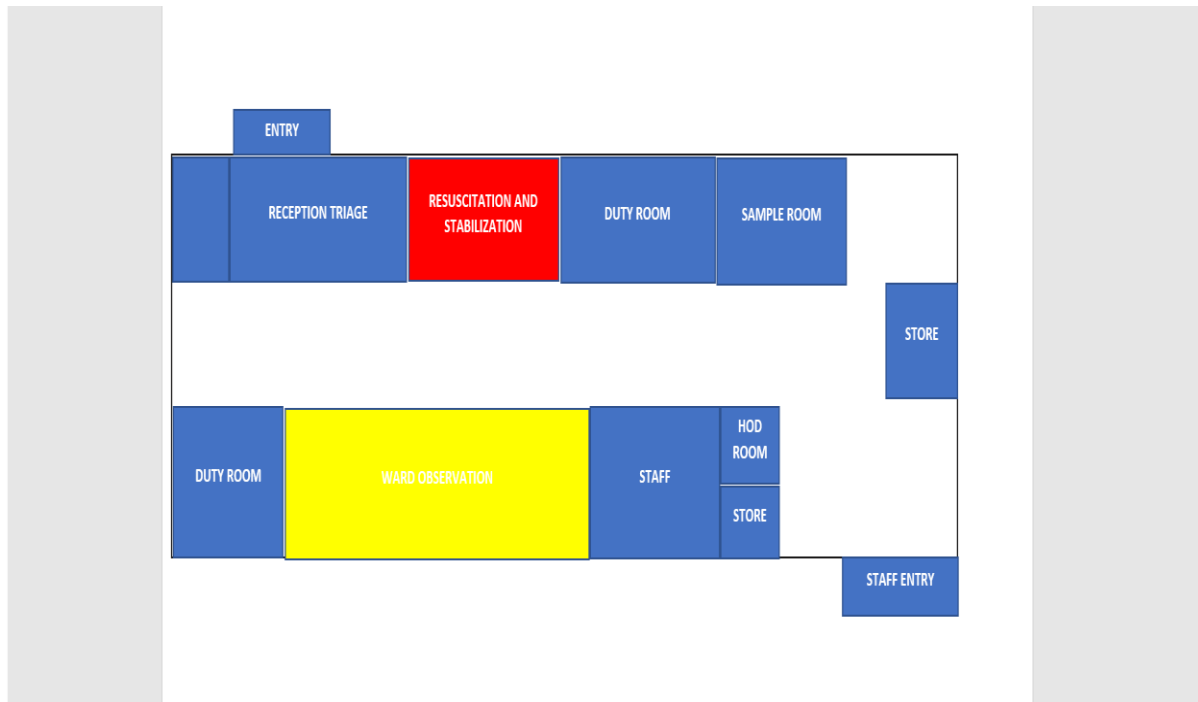 ENTRY
RECEPTION TRIAGE
RESUSCITATION AND
STABILIZATION
DUTY ROOM
SAMPLE ROOM
STORE
DUTY ROOM
WARD OBSERVATION
STAFF
HOD
ROOM
STORE
STAFF ENTRY